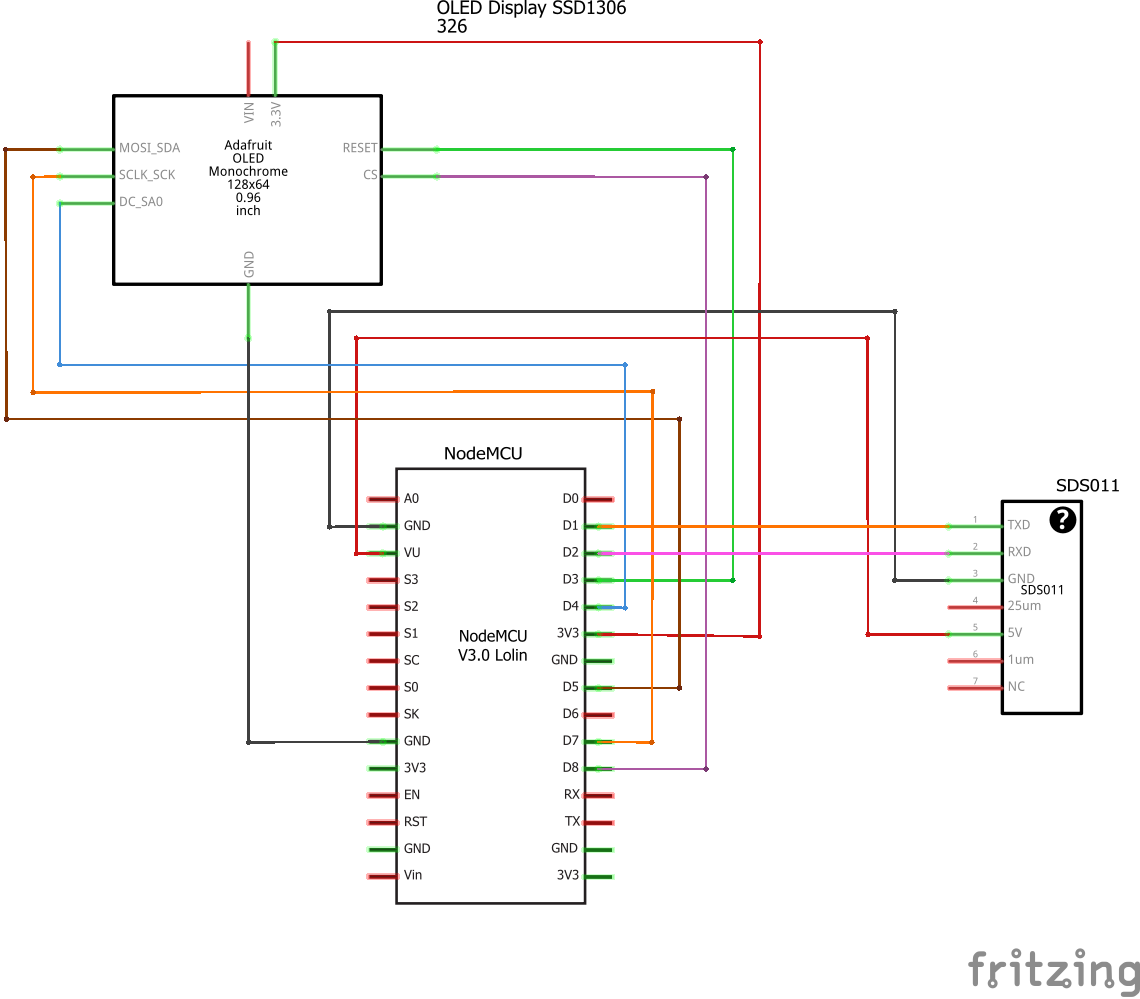 OLED Display SSD1306
326
VIN
3.3V
MOSI_SDA
SCLK_SCK
DC_SA0
Adafruit
OLED
Monochrome
128x64
0.96
inch
RESET
CS
GND
NodeMCU
A0
GND
VU
S3
S2
S1
SC
S0
SK
GND
3V3
EN
RST
GND
Vin
NodeMCU
V3.0 Lolin
D0
D1
D2
D3
D4
3V3
GND
D5
D6
D7
D8
RX
TX
GND
3V3
SDS011
?
1 TXD
2 RXD
3 GND
SDS011
4 25um
5 5V
6 1um
7 NC
fritzing